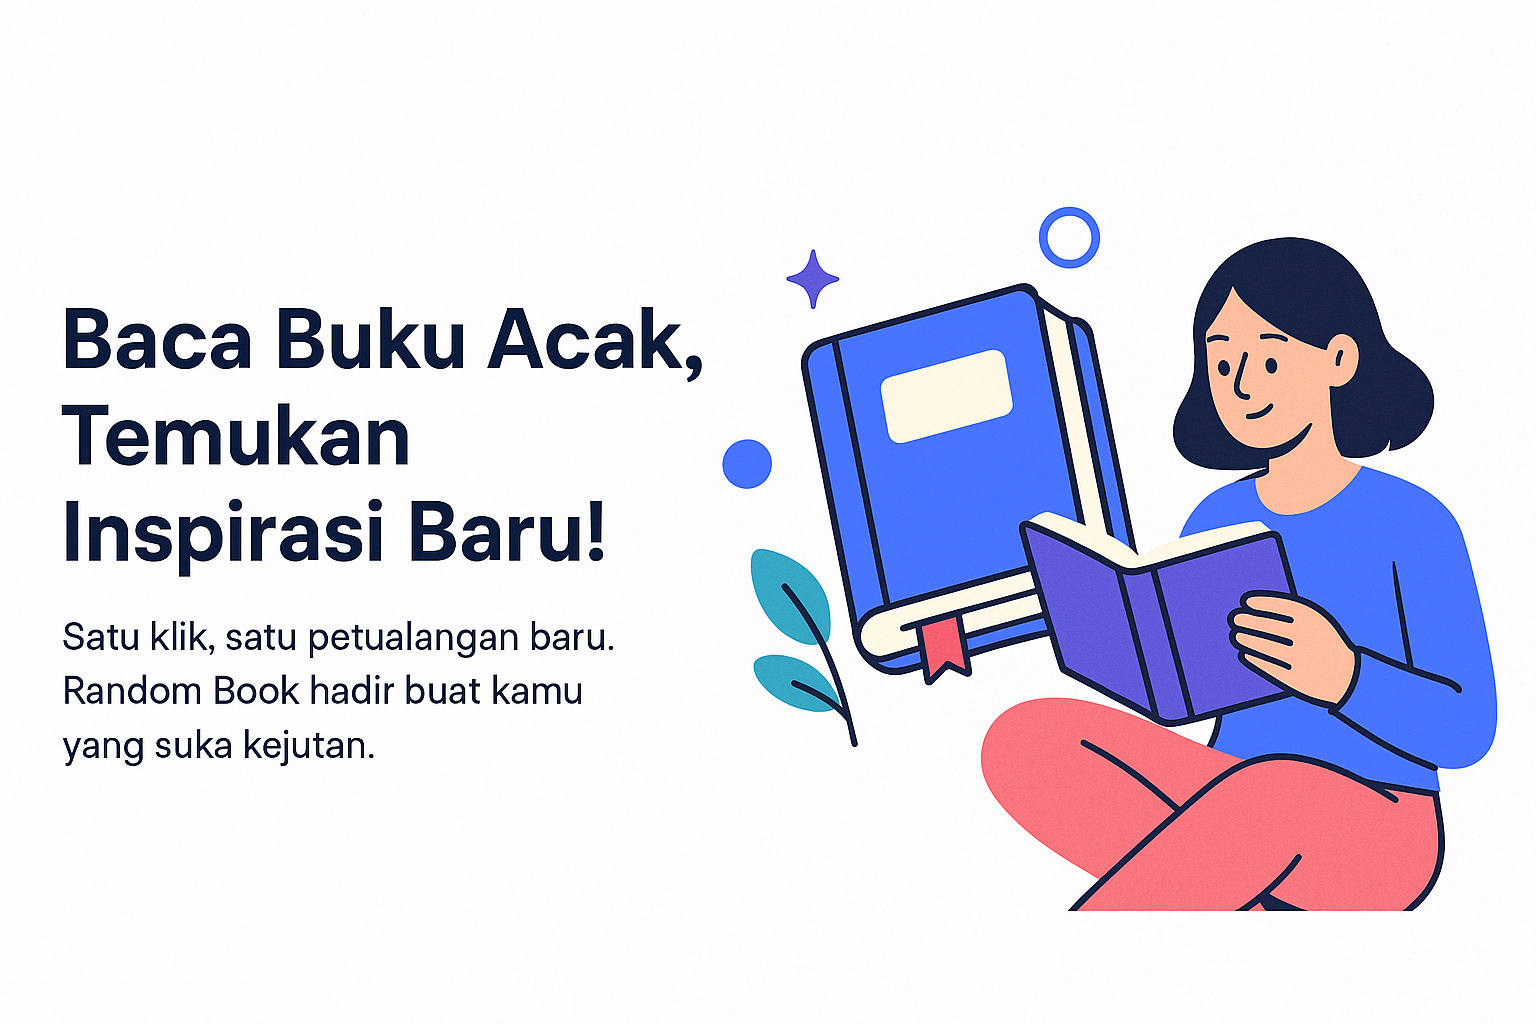 Baca Buku Acak,
Temukan
Inspirasi Baru!
Satu klik, satu petualangan baru.
Random Book hadir buat kamu
yang suka kejutan.